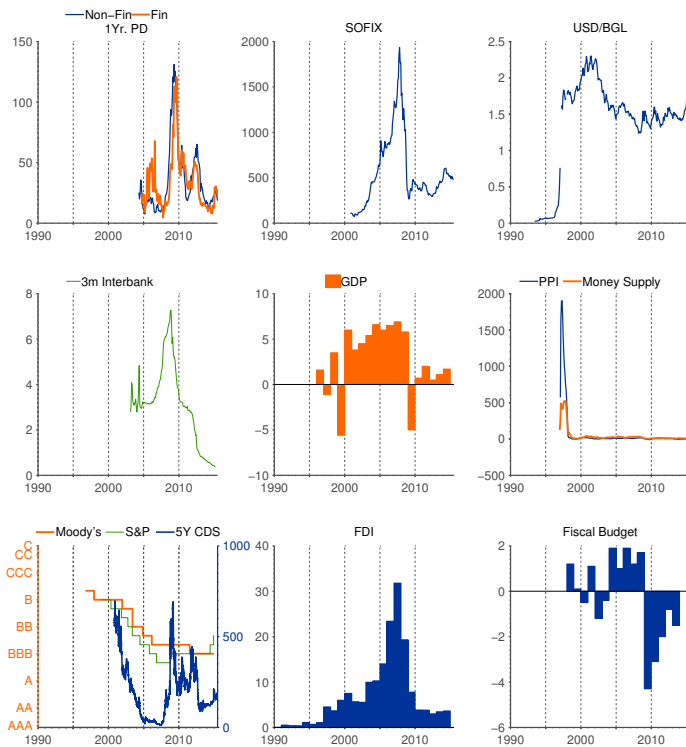 Non−Fin Fin
1Yr. PD
150
100
50
0
1990 2000 2010
SOFIX
2000
1500
1000
500
0
1990 2000 2010
USD/BGL
2.5
2
1.5
1
0.5
0
1990 2000 2010
3m Interbank
8
6
4
2
0
1990 2000 2010
GDP
10
5
0
−5
−10
1990 2000 2010
PPI Money Supply
2000
1500
1000
500
0
−500
1990 2000 2010
Moody's S&P 5Y CDS
C
CC
CCC
B
BB
BBB
A
AA
AAA
1000
500
0
1990 2000 2010
FDI
40
30
20
10
0
1990 2000 2010
Fiscal Budget
2
0
−2
−4
−6
1990 2000 2010